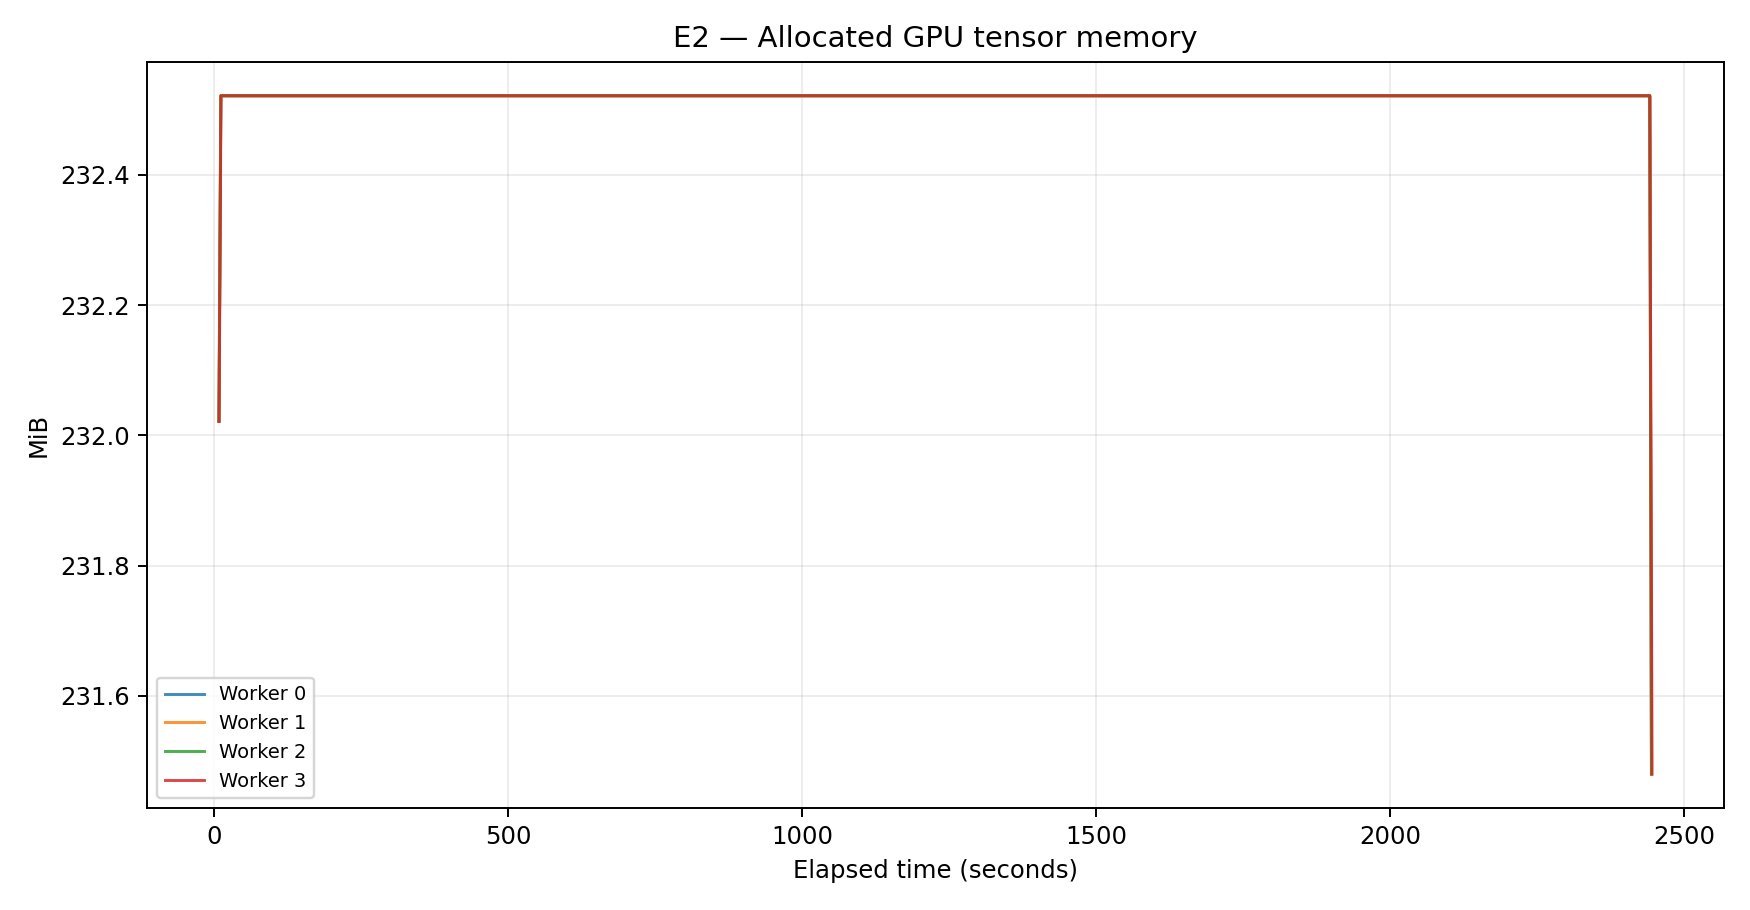 E2 — Allocated GPU tensor memory
MiB
232.4
232.2
232.0
231.8
231.6
Worker 0
Worker 1
Worker 2
Worker 3
0 500 1000 1500 2000 2500
Elapsed time (seconds)